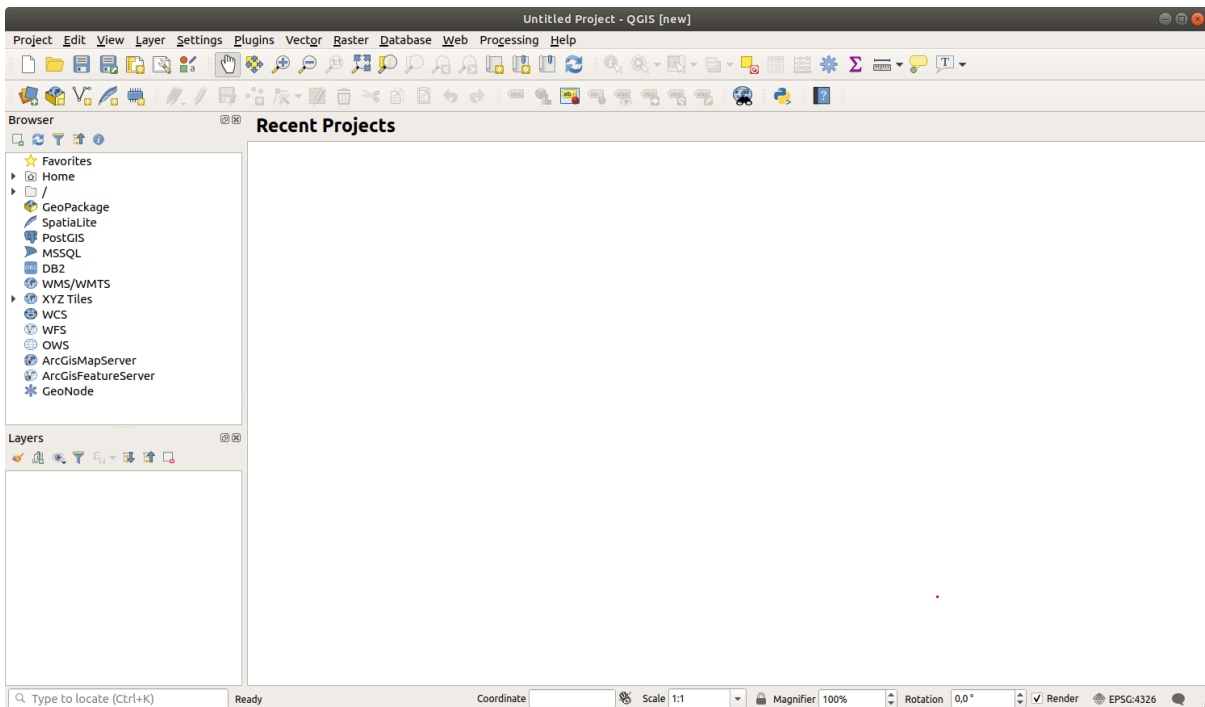 Untitled Project - QGIS [new]
Project Edit View Layer Settings Plugins Vector Raster Database Web Processing Help
Browser
Recent Projects
Favorites
Home
/
GeoPackage
SpatiaLite
PostGIS
MSSQL
DB2
WMS/WMTS
XYZ Tiles
WCS
WFS
OWS
ArcGisMapServer
ArcGisFeatureServer
GeoNode
Layers
Type to locate (Ctrl+K) Ready Coordinate Scale 1:1 Magnifier 100% Rotation 0,0 ° Render EPSG:4326